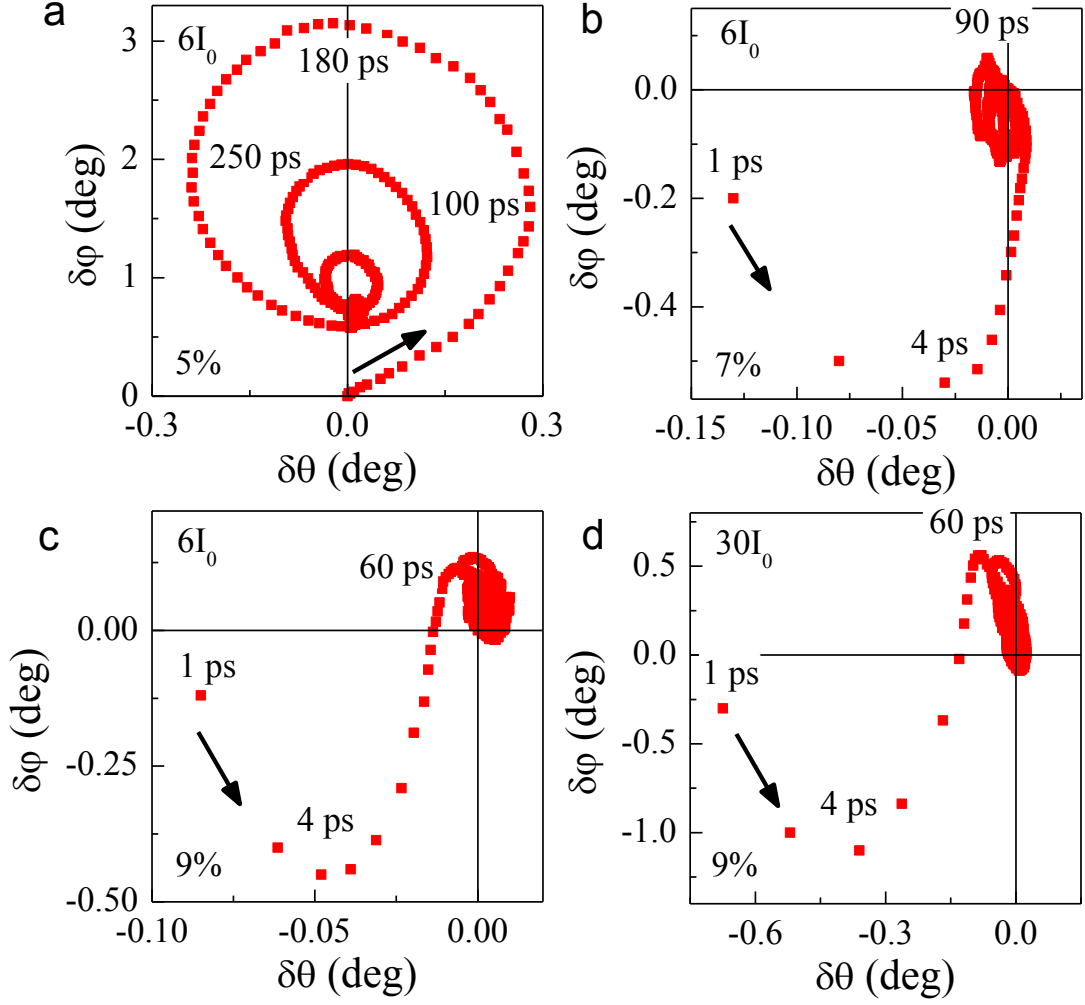 a
6I₀
180 ps
250 ps
100 ps
5%
3
2
1
0
-0.3
0.0
0.3
δφ (deg)
δθ (deg)
b
6I₀
90 ps
1 ps
4 ps
7%
0.0
-0.2
-0.4
-0.15
-0.10
-0.05
0.00
δφ (deg)
δθ (deg)
c
6I₀
60 ps
1 ps
4 ps
9%
0.00
-0.25
-0.50
-0.10
-0.05
0.00
δφ (deg)
δθ (deg)
d
30I₀
60 ps
1 ps
4 ps
9%
0.5
0.0
-0.5
-1.0
-0.6
-0.3
0.0
δφ (deg)
δθ (deg)